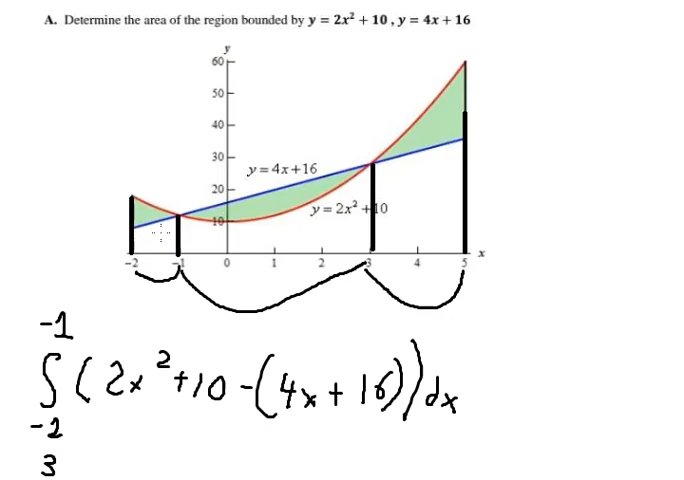 A. Determine the area of the region bounded by y = 2x² + 10 , y = 4x + 16
y
60
50
40
30
y = 4x+16
20
y = 2x² + 10
10
x
-2 -1 0 1 2 3 4 5
-1
∫ ( 2x² + 10 - (4x + 16)) dx
-2
3